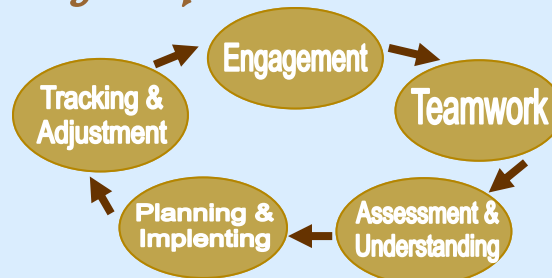 Engagement
Teamwork
Assessment &
Understanding
Planning &
Implenting
Tracking &
Adjustment